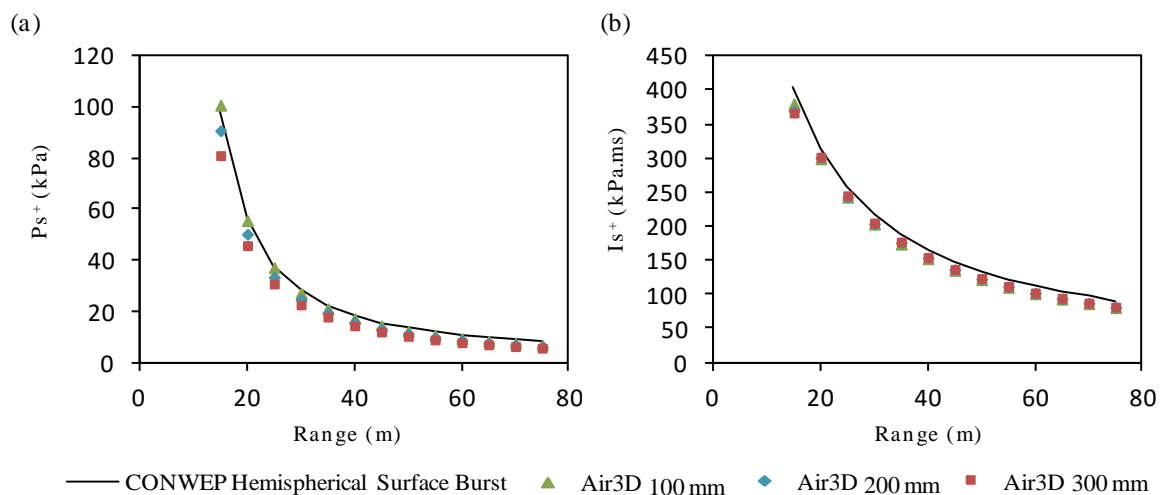 (a)
(b)
120
100
80
60
40
20
0
0
20
40
60
80
Ps+ (kPa)
Range (m)
450
400
350
300
250
200
150
100
50
0
0
20
40
60
80
Is+ (kPa.ms)
Range (m)
CONWEP Hemispherical Surface Burst
Air3D 100 mm
Air3D 200 mm
Air3D 300 mm